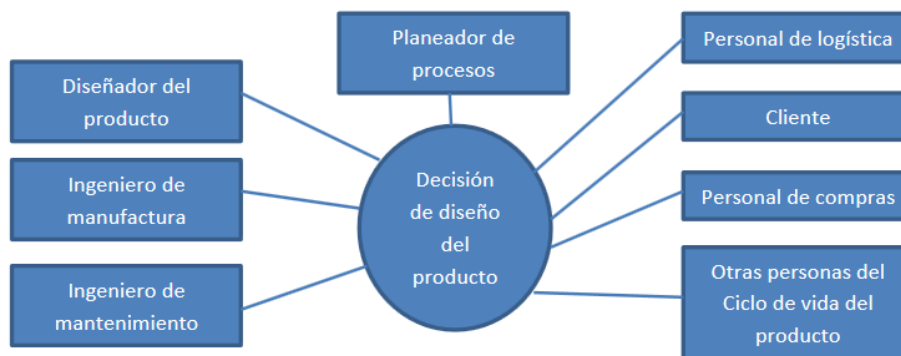 Planeador de
procesos
Diseñador del
producto
Ingeniero de
manufactura
Ingeniero de
mantenimiento
Decisión
de diseño
del
producto
Personal de logística
Cliente
Personal de compras
Otras personas del
Ciclo de vida del
producto